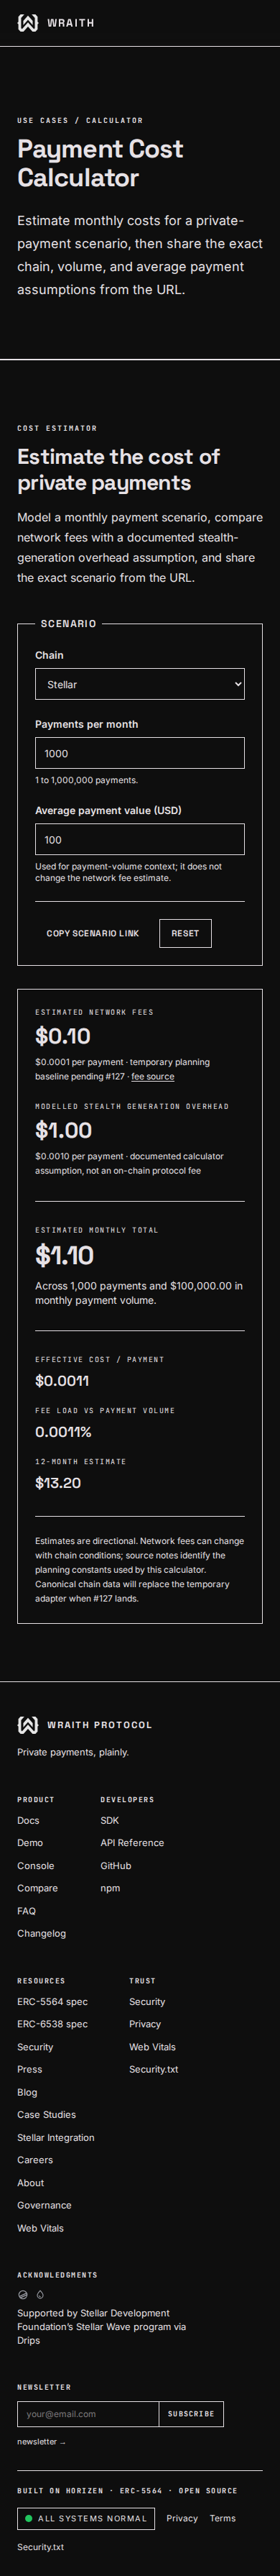 WRAITH
USE CASES / CALCULATOR
Payment Cost
Calculator
Estimate monthly costs for a private-
payment scenario, then share the exact
chain, volume, and average payment
assumptions from the URL.
COST ESTIMATOR
Estimate the cost of
private payments
Model a monthly payment scenario, compare
network fees with a documented stealth-
generation overhead assumption, and share
the exact scenario from the URL.
SCENARIO
Chain
Stellar
Payments per month
1000
1 to 1,000,000 payments.
Average payment value (USD)
100
Used for payment-volume context; it does not
change the network fee estimate.
COPY SCENARIO LINK RESET
ESTIMATED NETWORK FEES
$0.10
$0.0001 per payment · temporary planning
baseline pending #127 · fee source
MODELLED STEALTH GENERATION OVERHEAD
$1.00
$0.0010 per payment · documented calculator
assumption, not an on-chain protocol fee
ESTIMATED MONTHLY TOTAL
$1.10
Across 1,000 payments and $100,000.00 in
monthly payment volume.
EFFECTIVE COST / PAYMENT
$0.0011
FEE LOAD VS PAYMENT VOLUME
0.0011%
12-MONTH ESTIMATE
$13.20
Estimates are directional. Network fees can change
with chain conditions; source notes identify the
planning constants used by this calculator.
Canonical chain data will replace the temporary
adapter when #127 lands.
WRAITH PROTOCOL
Private payments, plainly.
PRODUCT
Docs
Demo
Console
Compare
FAQ
Changelog
DEVELOPERS
SDK
API Reference
GitHub
npm
RESOURCES
ERC-5564 spec
ERC-6538 spec
Security
Press
Blog
Case Studies
Stellar Integration
Careers
About
Governance
Web Vitals
TRUST
Security
Privacy
Web Vitals
Security.txt
ACKNOWLEDGMENTS
Supported by Stellar Development
Foundation's Stellar Wave program via
Drips
NEWSLETTER
your@email.com SUBSCRIBE
newsletter →
BUILT ON HORIZEN · ERC-5564 · OPEN SOURCE
ALL SYSTEMS NORMAL Privacy Terms
Security.txt